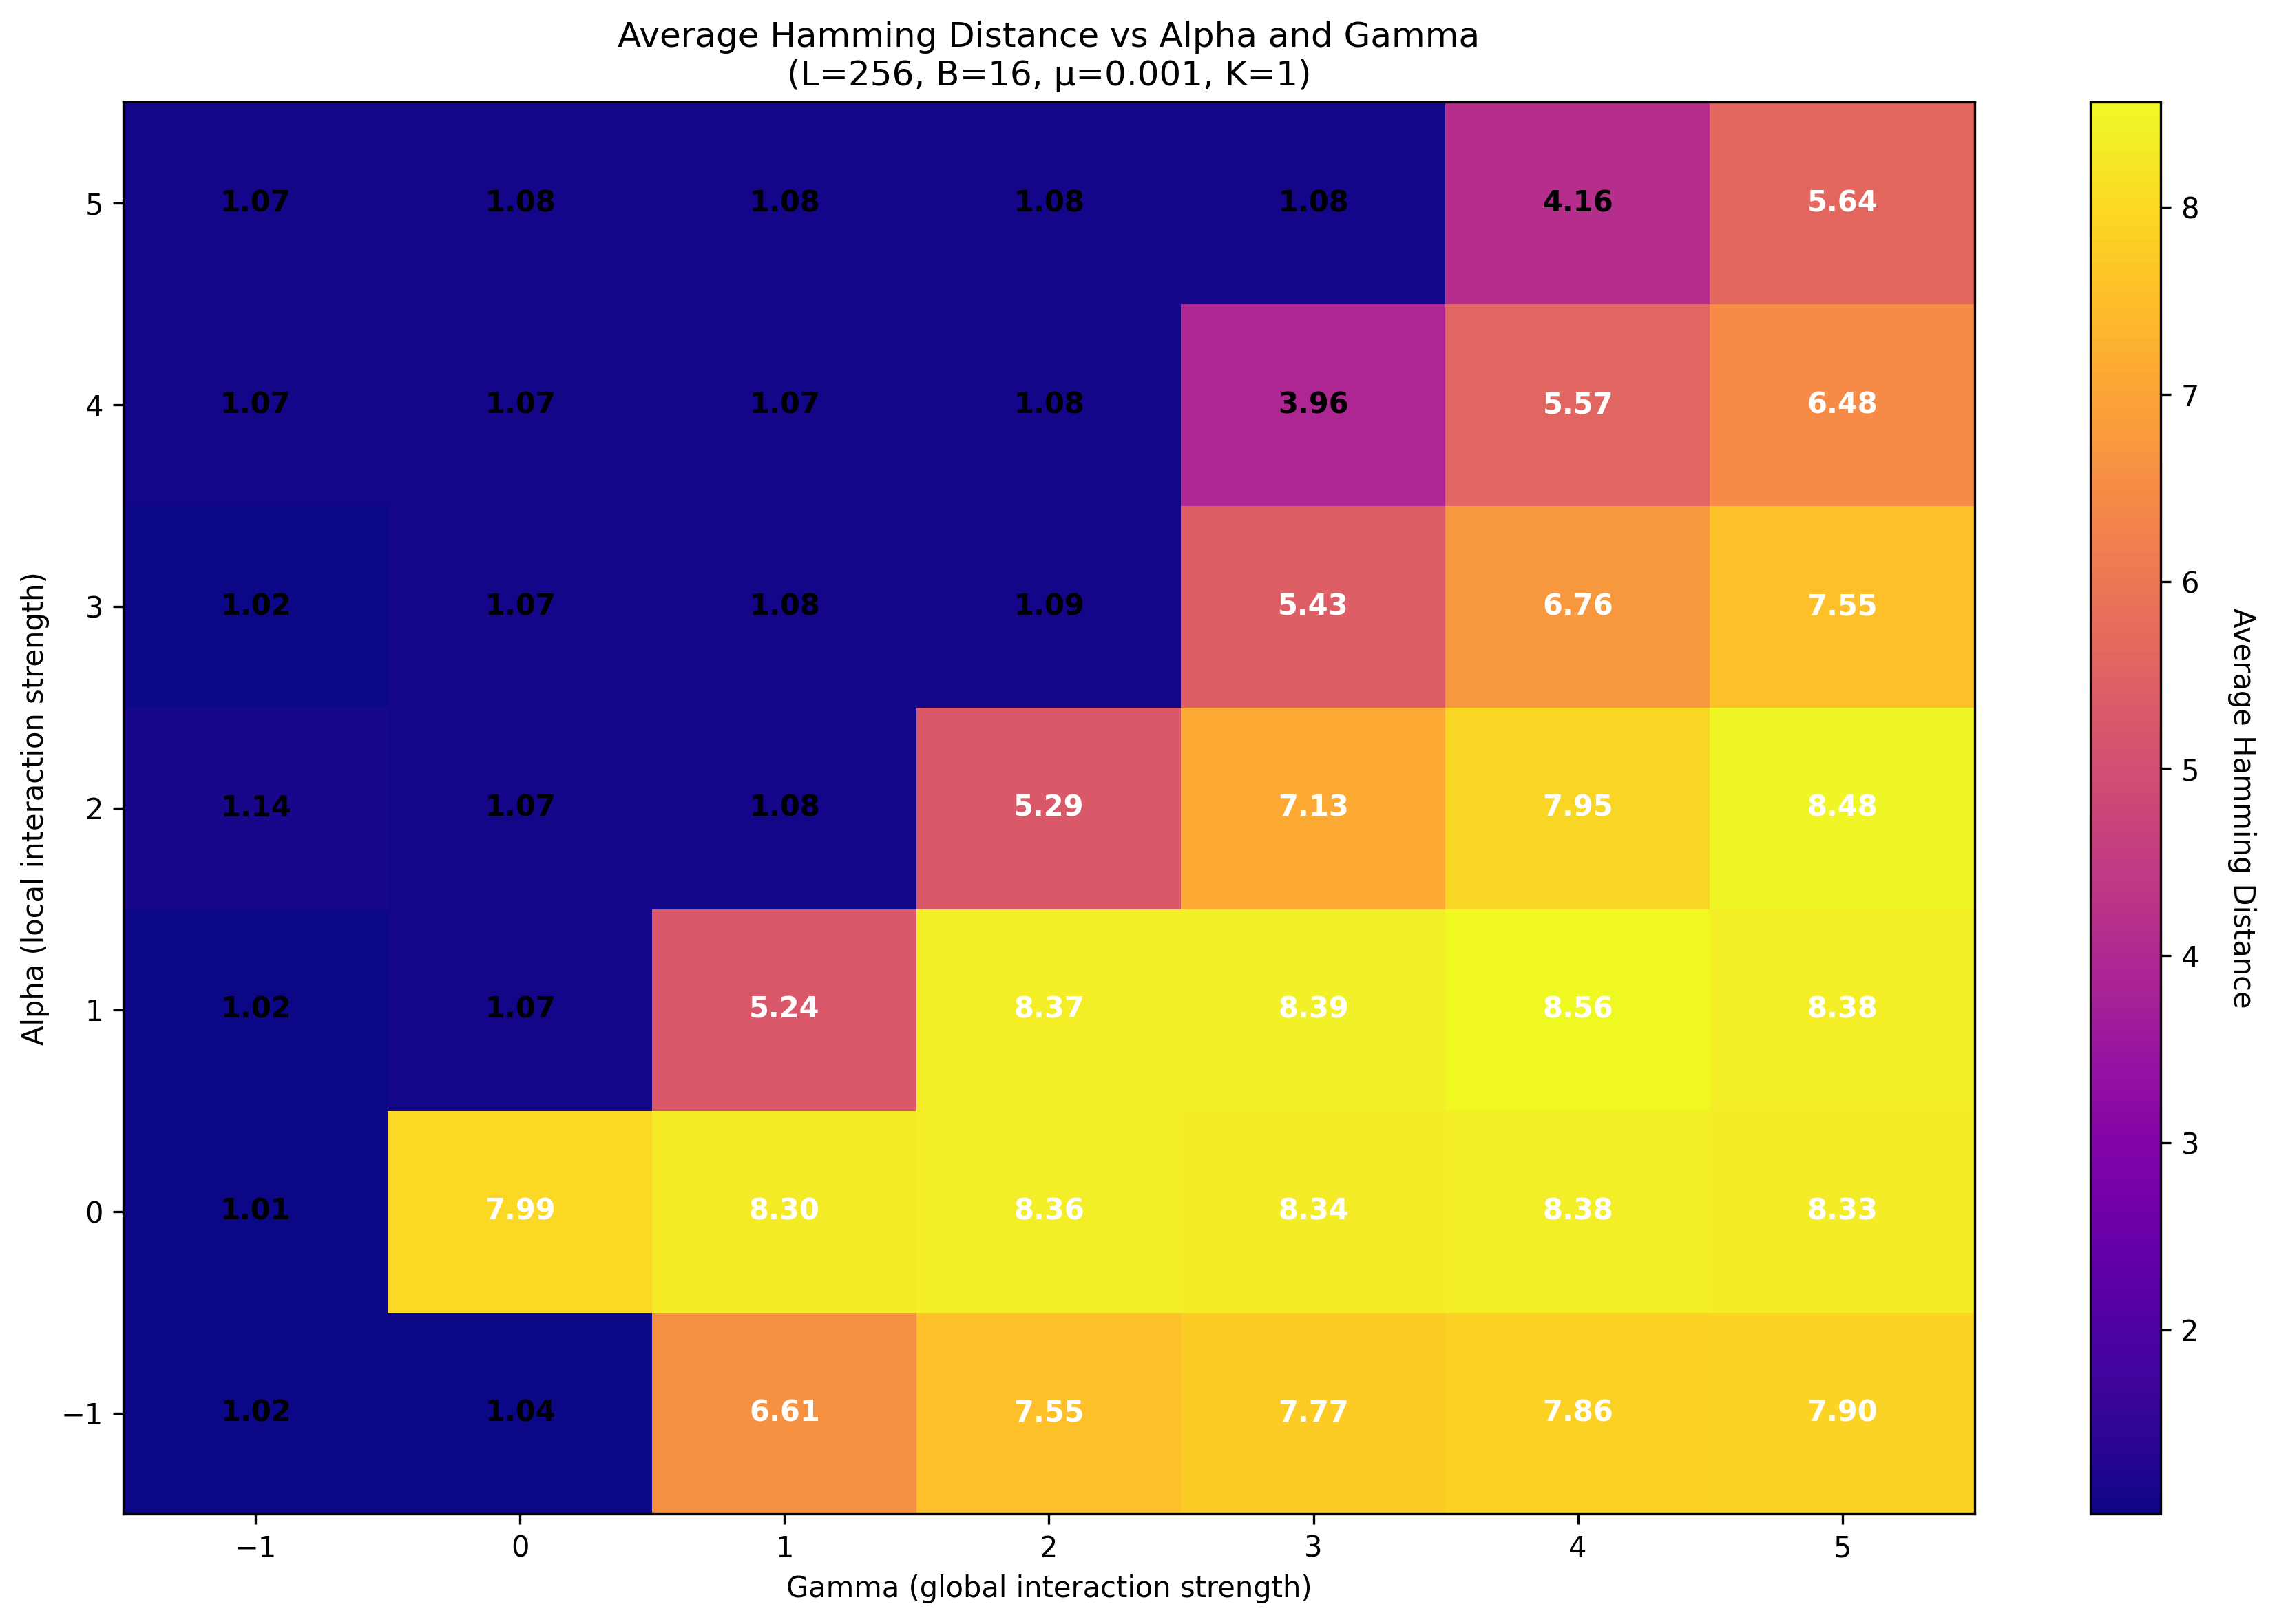 Average Hamming Distance vs Alpha and Gamma
(L=256, B=16, μ=0.001, K=1)
Alpha (local interaction strength)
5 1.07 1.08 1.08 1.08 1.08 4.16 5.64
4 1.07 1.07 1.07 1.08 3.96 5.57 6.48
3 1.02 1.07 1.08 1.09 5.43 6.76 7.55
2 1.14 1.07 1.08 5.29 7.13 7.95 8.48
1 1.02 1.07 5.24 8.37 8.39 8.56 8.38
0 1.01 7.99 8.30 8.36 8.34 8.38 8.33
−1 1.02 1.04 6.61 7.55 7.77 7.86 7.90
−1 0 1 2 3 4 5
Gamma (global interaction strength)
8
7
6
5
4
3
2
Average Hamming Distance